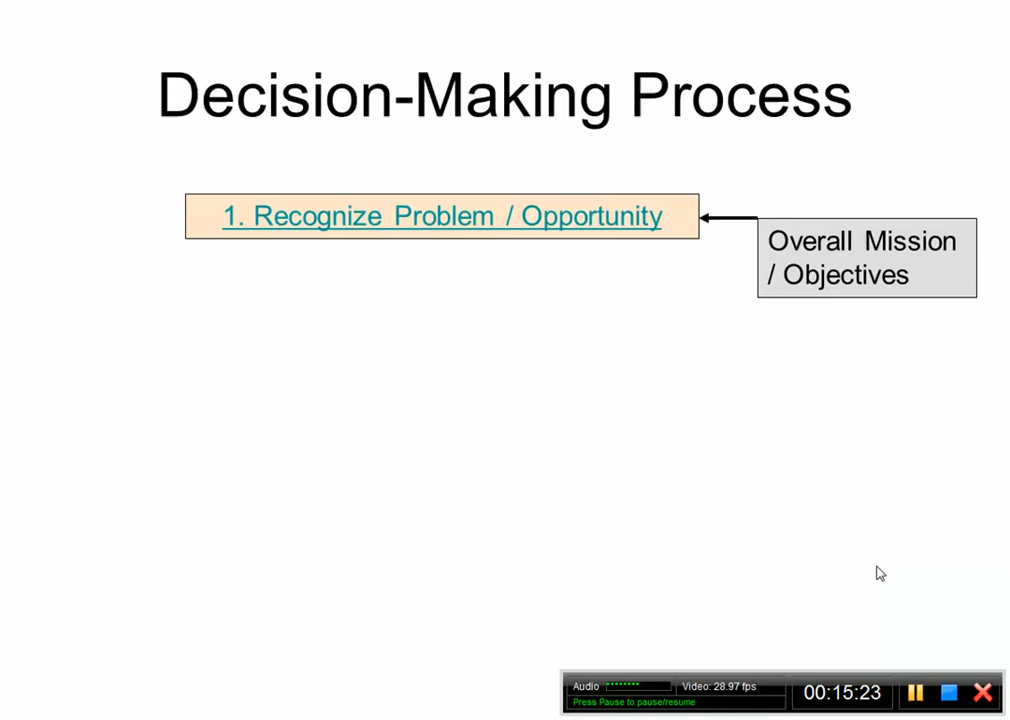 Decision-Making Process
1. Recognize Problem / Opportunity
Overall Mission
/ Objectives
Audio
Video: 28.97 fps
Press Pause to pause/resume
00:15:23